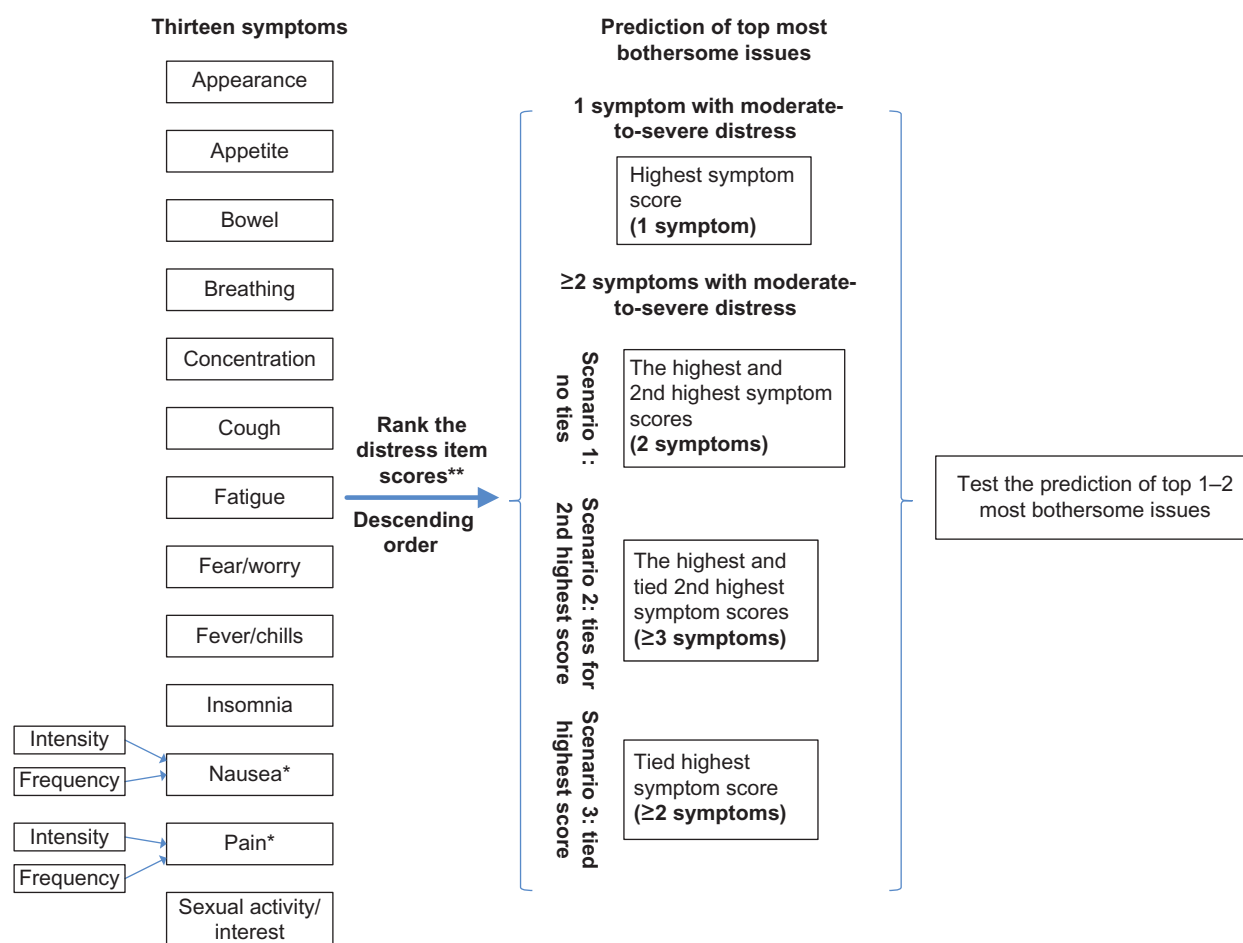 Thirteen symptoms
Appearance
Appetite
Bowel
Breathing
Concentration
Cough
Fatigue
Fear/worry
Fever/chills
Insomnia
Intensity
Frequency
Nausea*
Intensity
Frequency
Pain*
Sexual activity/
interest
Rank the
distress item
scores**
Descending
order
Prediction of top most
bothersome issues
1 symptom with moderate-
to-severe distress
Highest symptom
score
(1 symptom)
≥2 symptoms with moderate-
to-severe distress
Scenario 1:
no ties
The highest and
2nd highest symptom
scores
(2 symptoms)
Scenario 2: ties for
2nd highest score
The highest and
tied 2nd highest
symptom scores
(≥3 symptoms)
Scenario 3: tied
highest score
Tied highest
symptom score
(≥2 symptoms)
Test the prediction of top 1–2
most bothersome issues